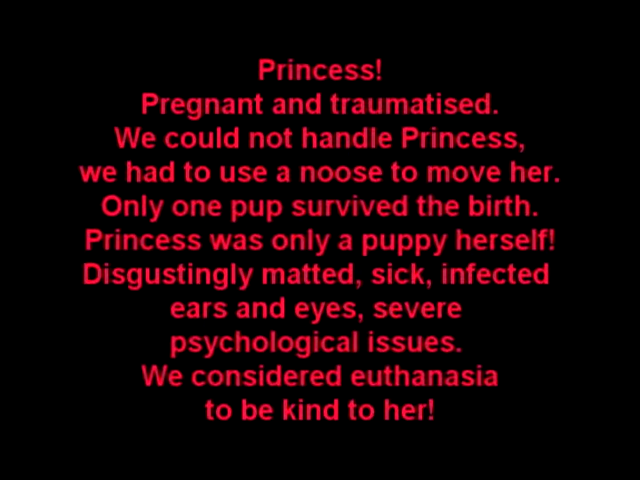 Princess!
Pregnant and traumatised.
We could not handle Princess,
we had to use a noose to move her.
Only one pup survived the birth.
Princess was only a puppy herself!
Disgustingly matted, sick, infected
ears and eyes, severe
psychological issues.
We considered euthanasia
to be kind to her!